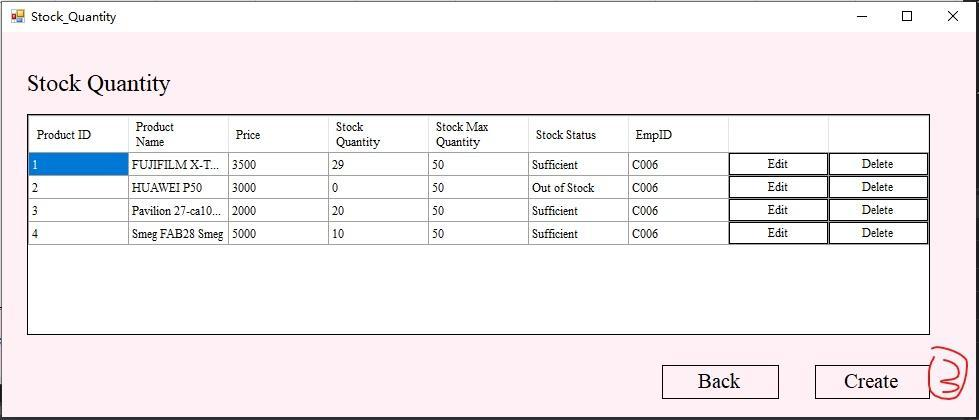 Stock_Quantity
Stock Quantity
Product ID Product Name Price Stock Quantity Stock Max Quantity Stock Status EmpID
1 FUJIFILM X-T... 3500 29 50 Sufficient C006 Edit Delete
2 HUAWEI P50 3000 0 50 Out of Stock C006 Edit Delete
3 Pavilion 27-ca10... 2000 20 50 Sufficient C006 Edit Delete
4 Smeg FAB28 Smeg 5000 10 50 Sufficient C006 Edit Delete
Back Create 3